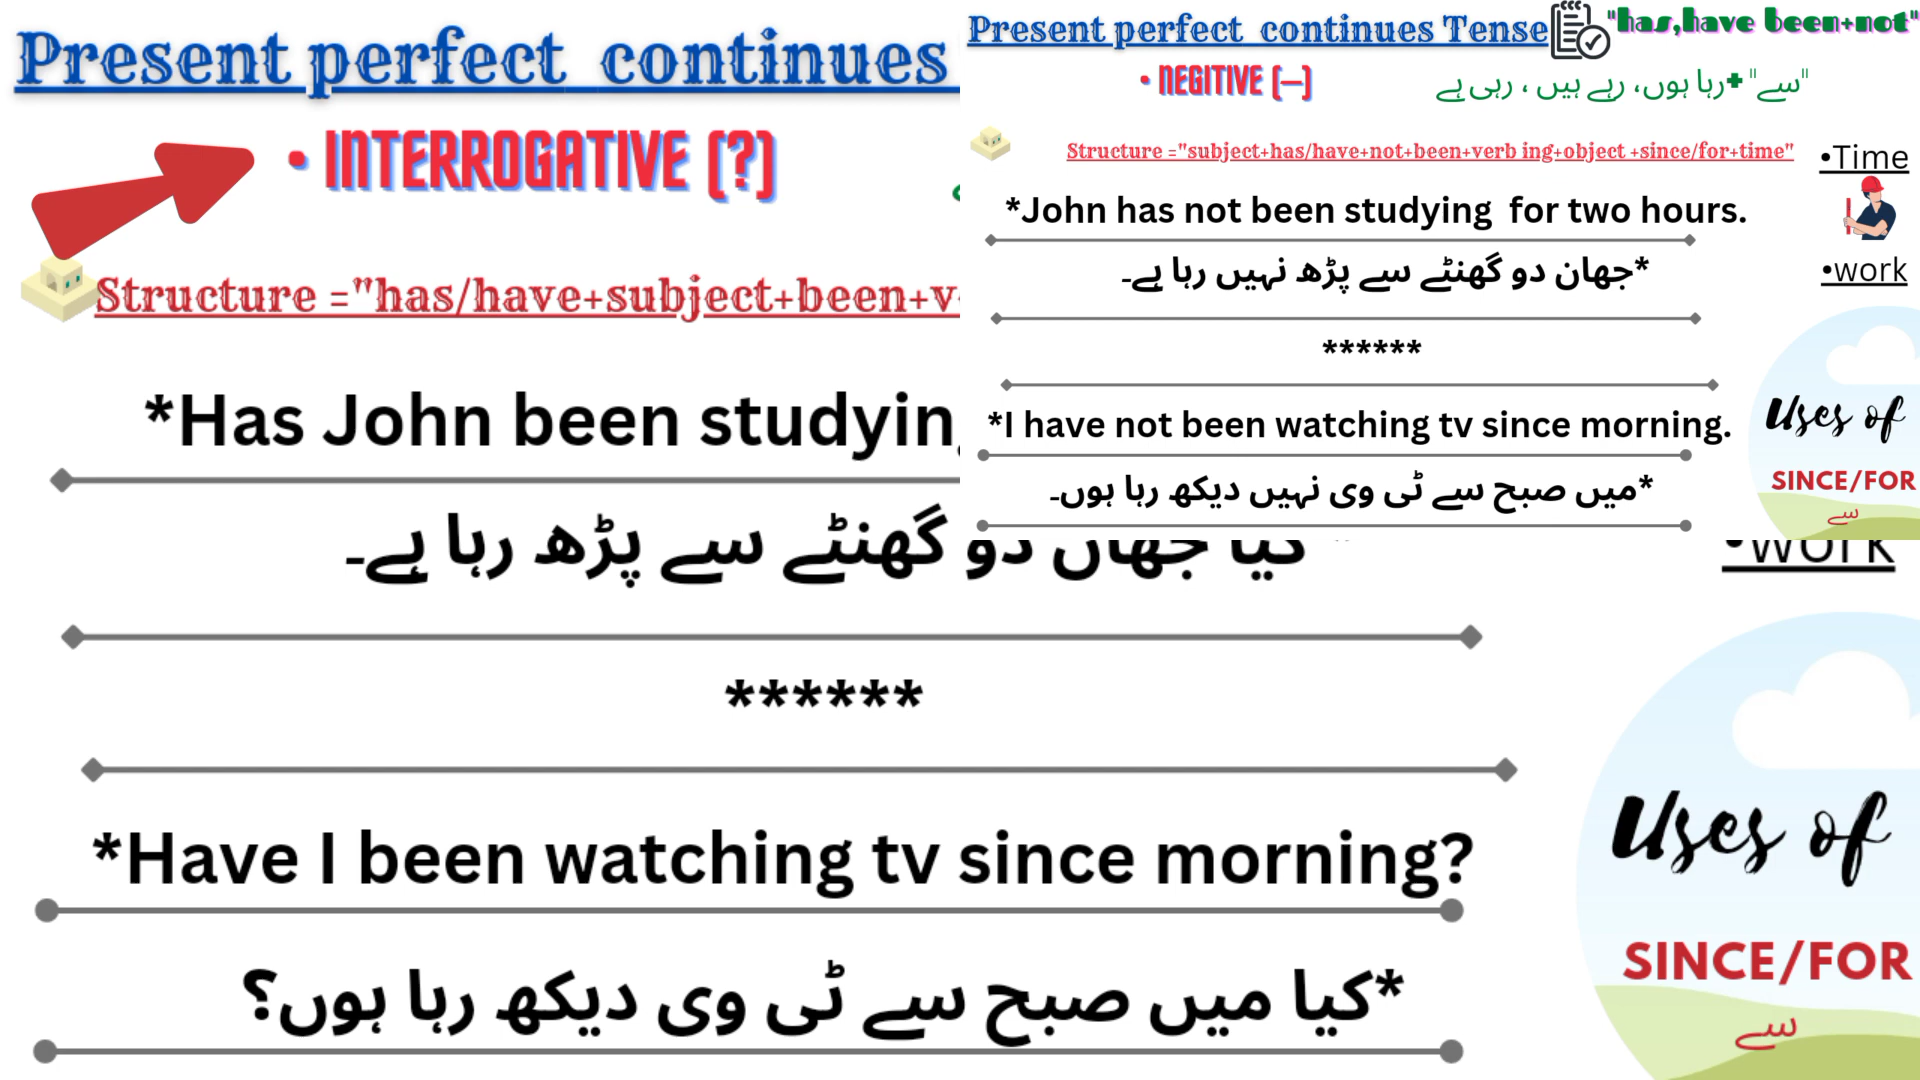 Present perfect continues
• INTERROGATIVE (?)
Structure ="has/have+subject+been+v
*Has John been studyin
کیا جھان دو گھنٹے سے پڑھ رہا ہے۔
******
*Have I been watching tv since morning?
*کیا میں صبح سے ٹی وی دیکھ رہا ہوں؟
•work
Uses of
SINCE/FOR
سے
Present perfect continues Tense
"has,have been+not"
• NEGITIVE (—)
"سے"+رہا ہوں، رہے ہیں ، رہی ہے
Structure ="subject+has/have+not+been+verb ing+object +since/for+time"
*John has not been studying for two hours.
*جھان دو گھنٹے سے پڑھ نہیں رہا ہے۔
******
*I have not been watching tv since morning.
*میں صبح سے ٹی وی نہیں دیکھ رہا ہوں۔
•Time
•work
Uses of
SINCE/FOR
سے